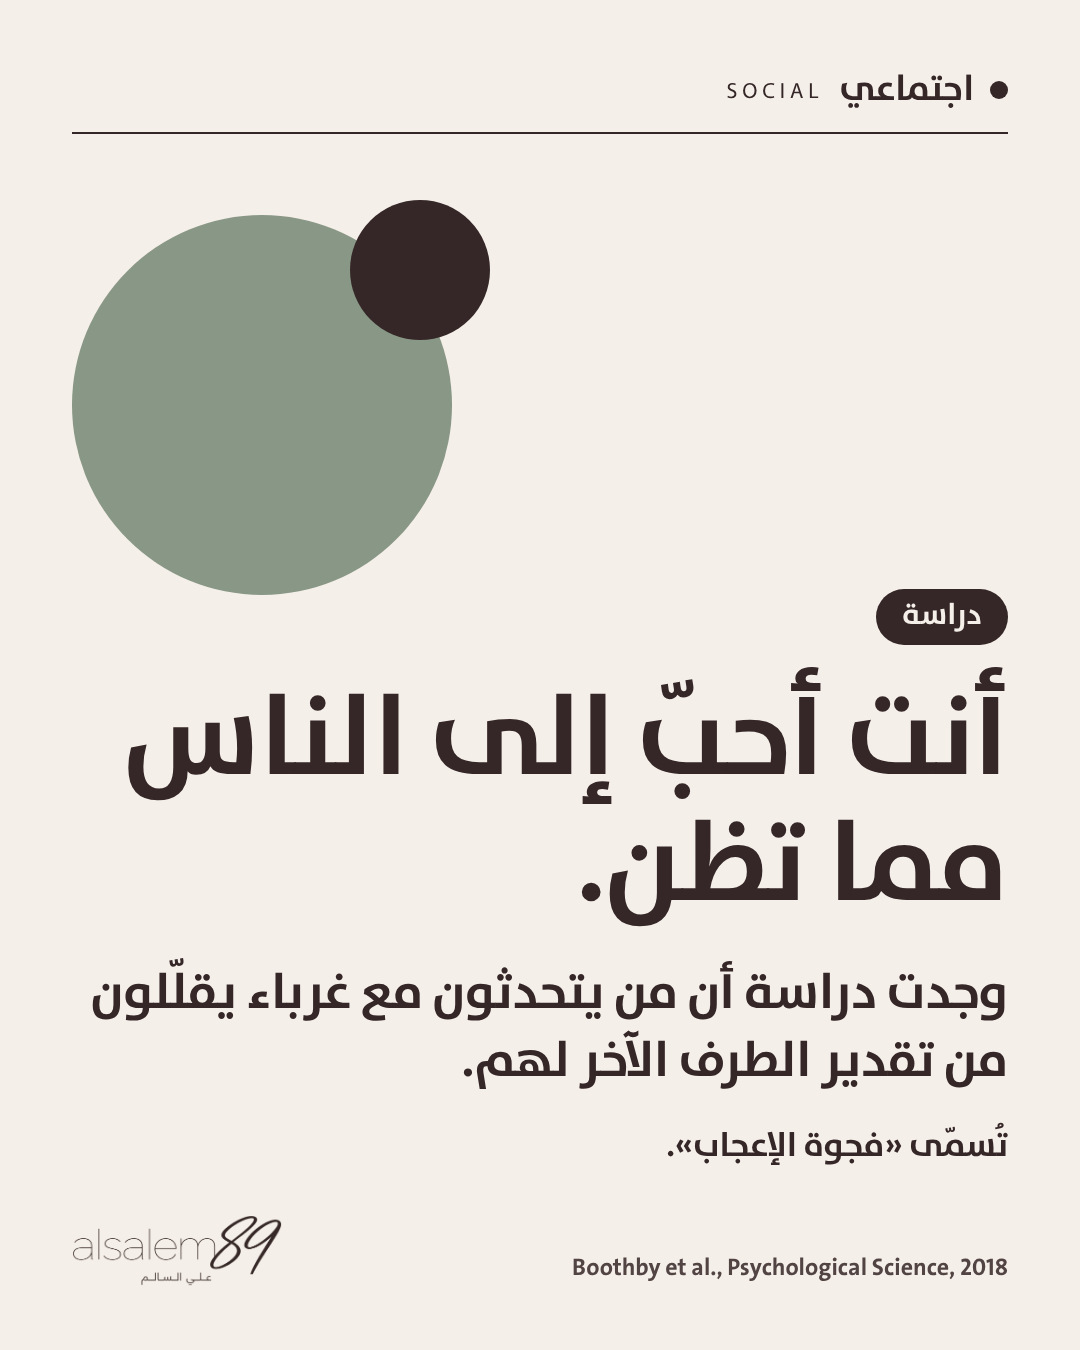 اجتماعي SOCIAL
دراسة
أنت أحبّ إلى الناس
مما تظن.
وجدت دراسة أن من يتحدثون مع غرباء يقلّلون
من تقدير الطرف الآخر لهم.
تُسمّى «فجوة الإعجاب».
Boothby et al., Psychological Science, 2018
alsalem89
علي السالم